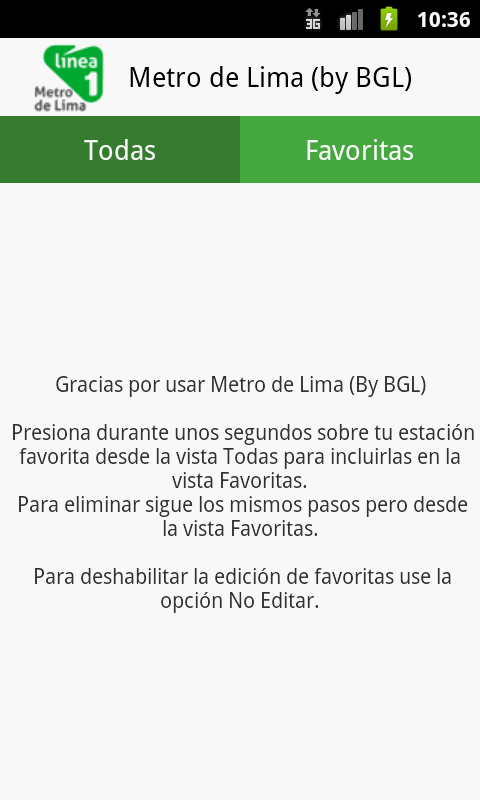 3G
10:36
línea
1
Metro
de Lima
Metro de Lima (by BGL)
Todas
Favoritas
Gracias por usar Metro de Lima (By BGL)
Presiona durante unos segundos sobre tu estación
favorita desde la vista Todas para incluirlas en la
vista Favoritas.
Para eliminar sigue los mismos pasos pero desde
la vista Favoritas.
Para deshabilitar la edición de favoritas use la
opción No Editar.